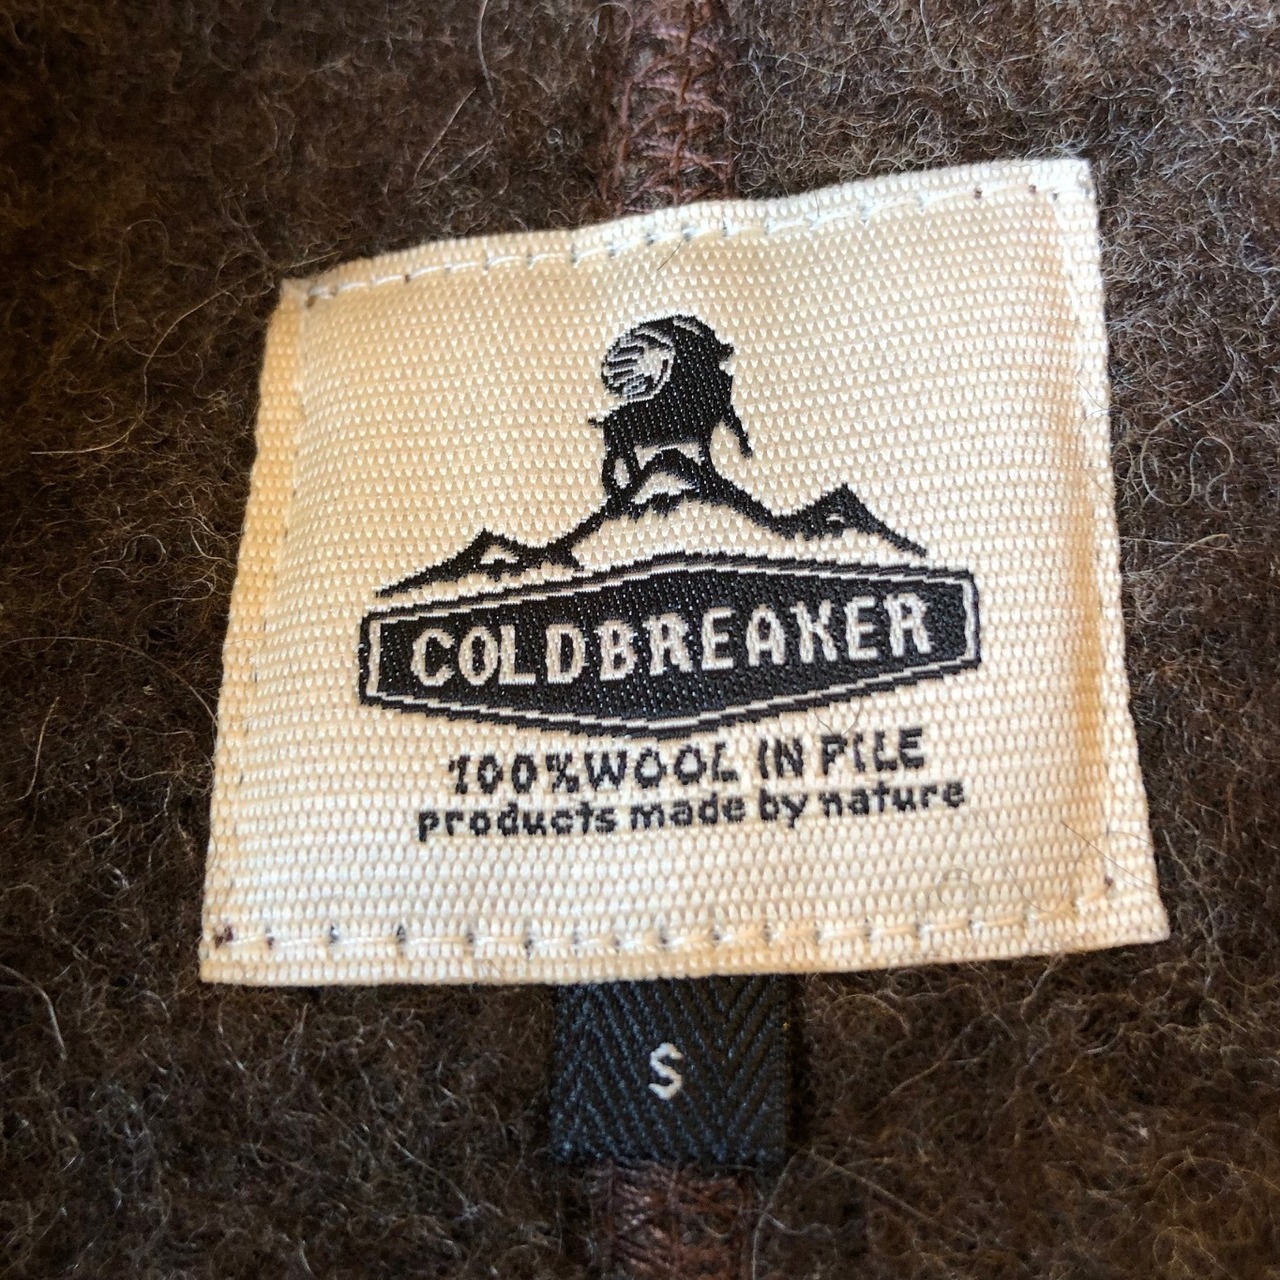 COLDBREAKER
100%WOOL IN PILE
products made by nature
S